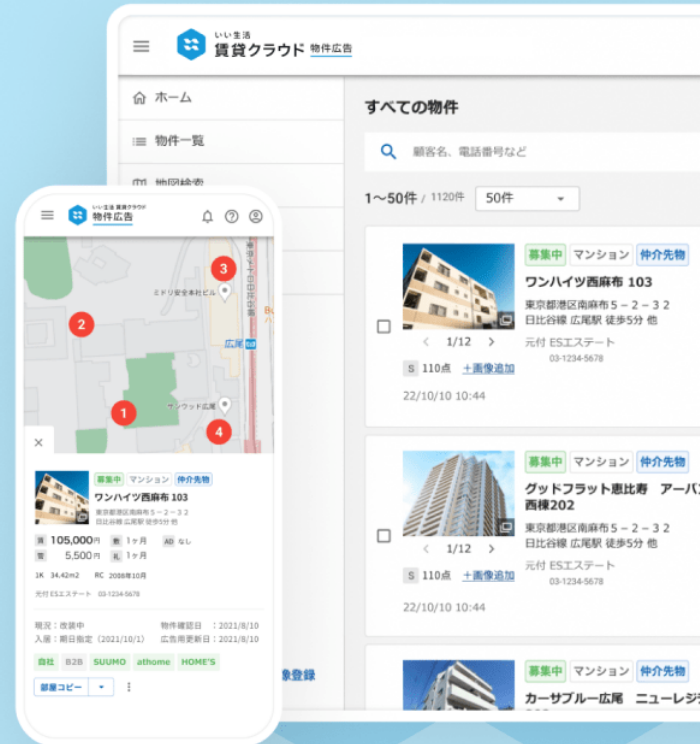 いい生活
賃貸クラウド 物件広告
ホーム
物件一覧
地図検索
象登録
すべての物件
顧客名、電話番号など
1〜50件 / 1120件 50件
募集中 マンション 仲介先物
ワンハイツ西麻布 103
東京都港区南麻布5-2-32
日比谷線 広尾駅 徒歩5分 他
元付 ESエステート
03-1234-5678
1/12
S 110点 +画像追加
22/10/10 10:44
募集中 マンション 仲介先物
グッドフラット恵比寿 アーバ
西棟202
東京都港区南麻布5-2-32
日比谷線 広尾駅 徒歩5分 他
元付 ESエステート
03-1234-5678
1/12
S 110点 +画像追加
22/10/10 10:44
募集中 マンション 仲介先物
カーサブルー広尾 ニューレジ
いい生活 賃貸クラウド
物件広告
3
ミドリ安全本社ビル
2
広尾
1
サンウッド広尾
4
募集中 マンション 仲介先物
ワンハイツ西麻布 103
東京都港区南麻布5-2-32
日比谷線 広尾駅 徒歩5分 他
賃 105,000円 敷 1ヶ月 AD なし
管 5,500円 礼 1ヶ月
1K 34.42m2 RC 2008年10月
元付 ESエステート 03-1234-5678
現況：改装中 物件確認日 ：2021/8/10
入居：期日指定（2021/10/1） 広告用更新日：2021/8/10
自社 B2B SUUMO athome HOME'S
部屋コピー